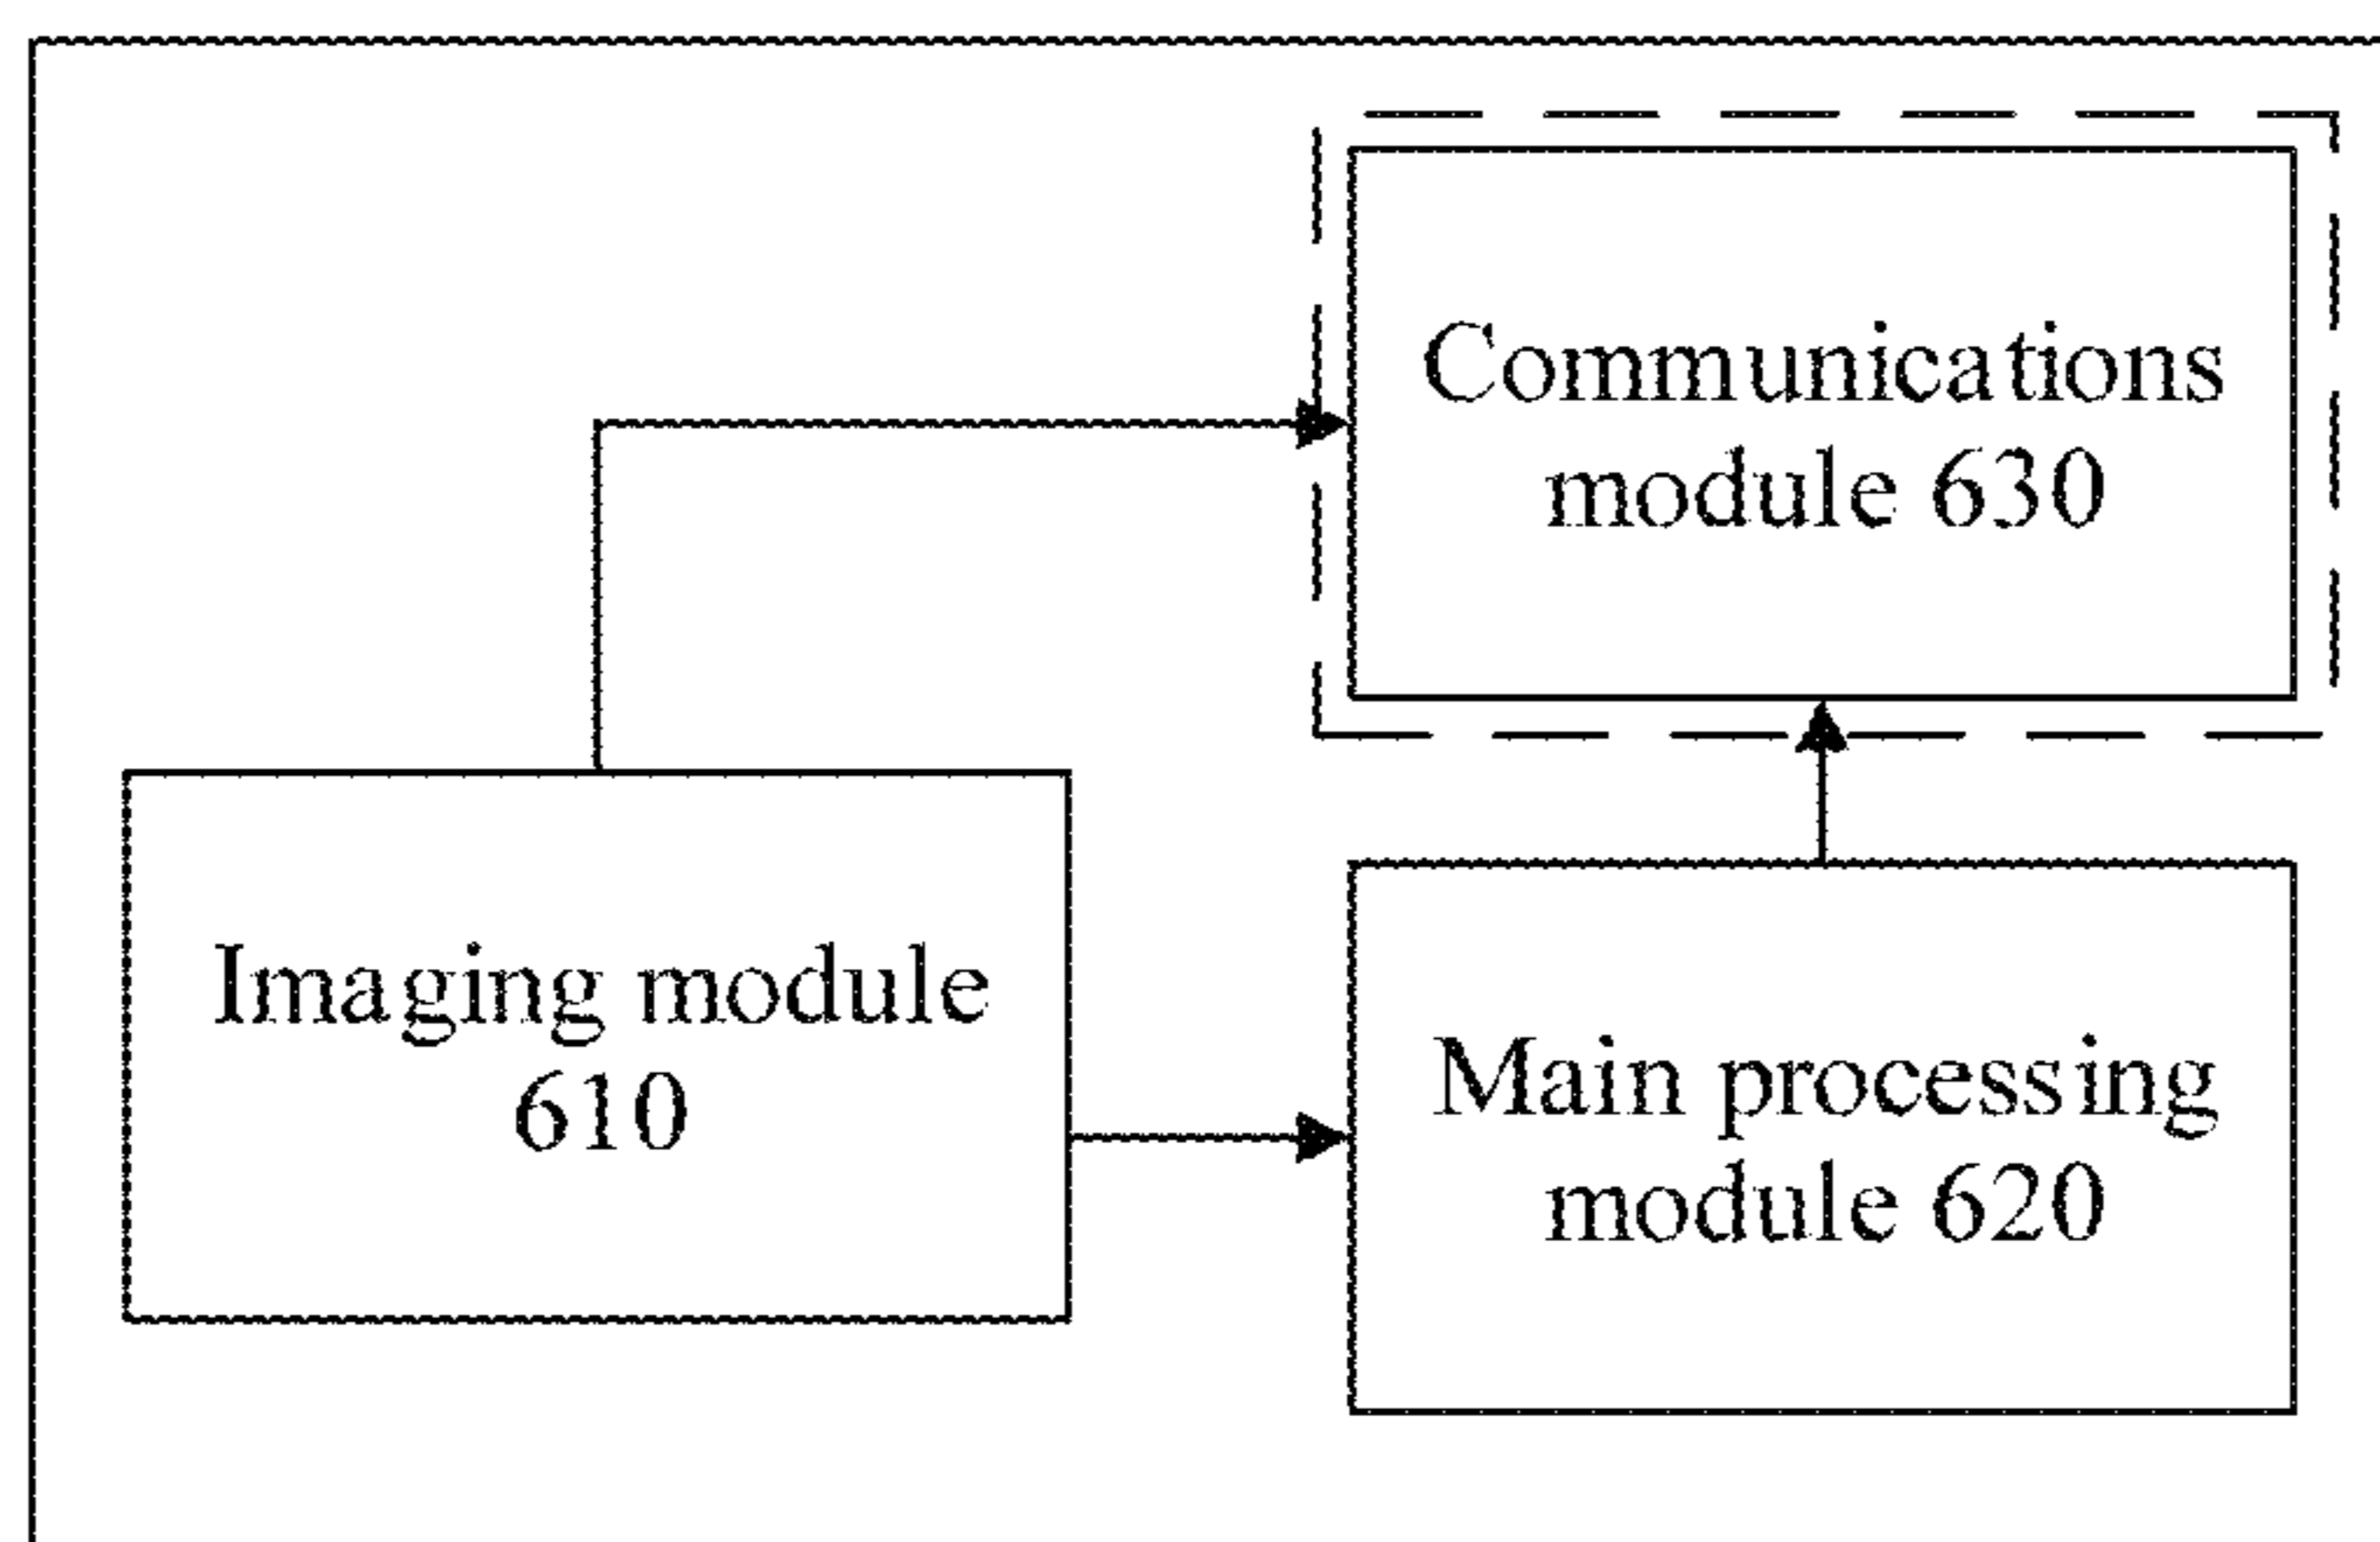 Communications
module 630
Imaging module
610
Main processing
module 620